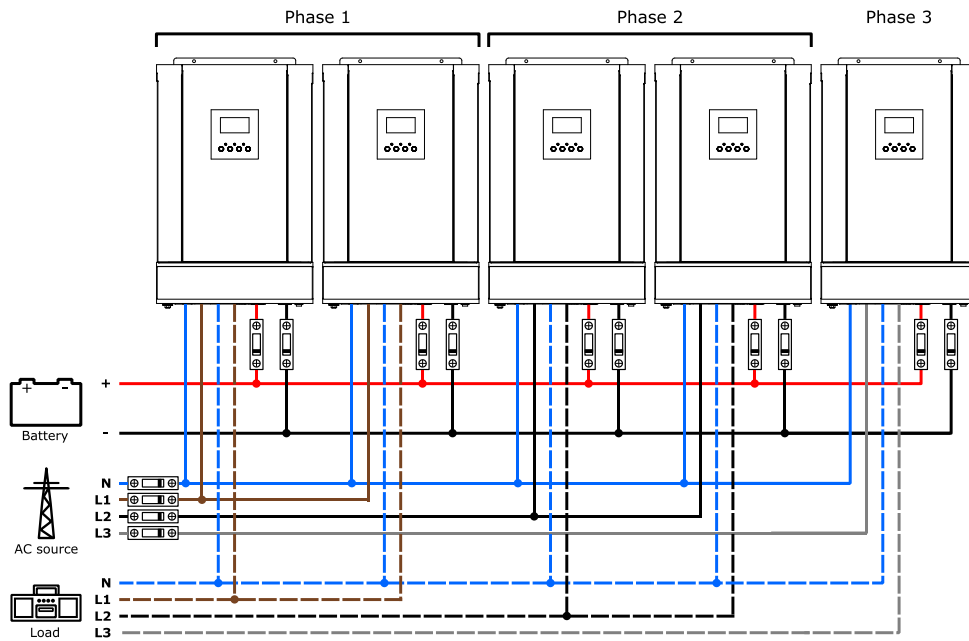 Phase 1
Phase 2
Phase 3
+
+ -
Battery
-
N
L1
L2
L3
AC source
N
L1
L2
L3
Load